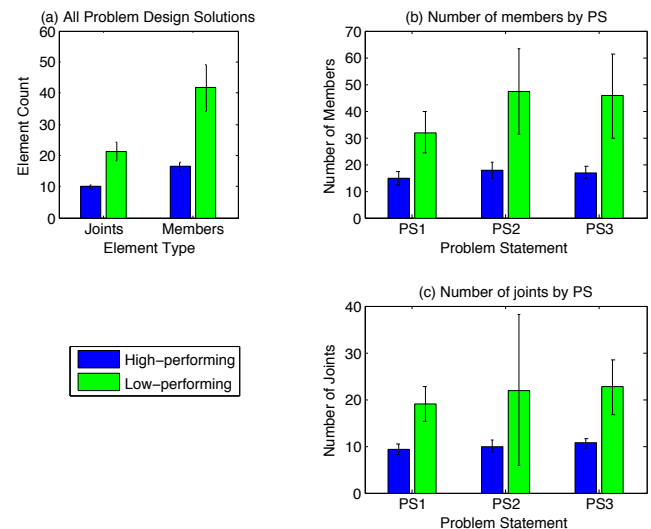 (a) All Problem Design Solutions
60
50
40
30
20
10
0
Element Count
Joints Members
Element Type
(b) Number of members by PS
70
60
50
40
30
20
10
0
Number of Members
PS1 PS2 PS3
Problem Statement
High-performing
Low-performing
(c) Number of joints by PS
40
30
20
10
0
Number of Joints
PS1 PS2 PS3
Problem Statement